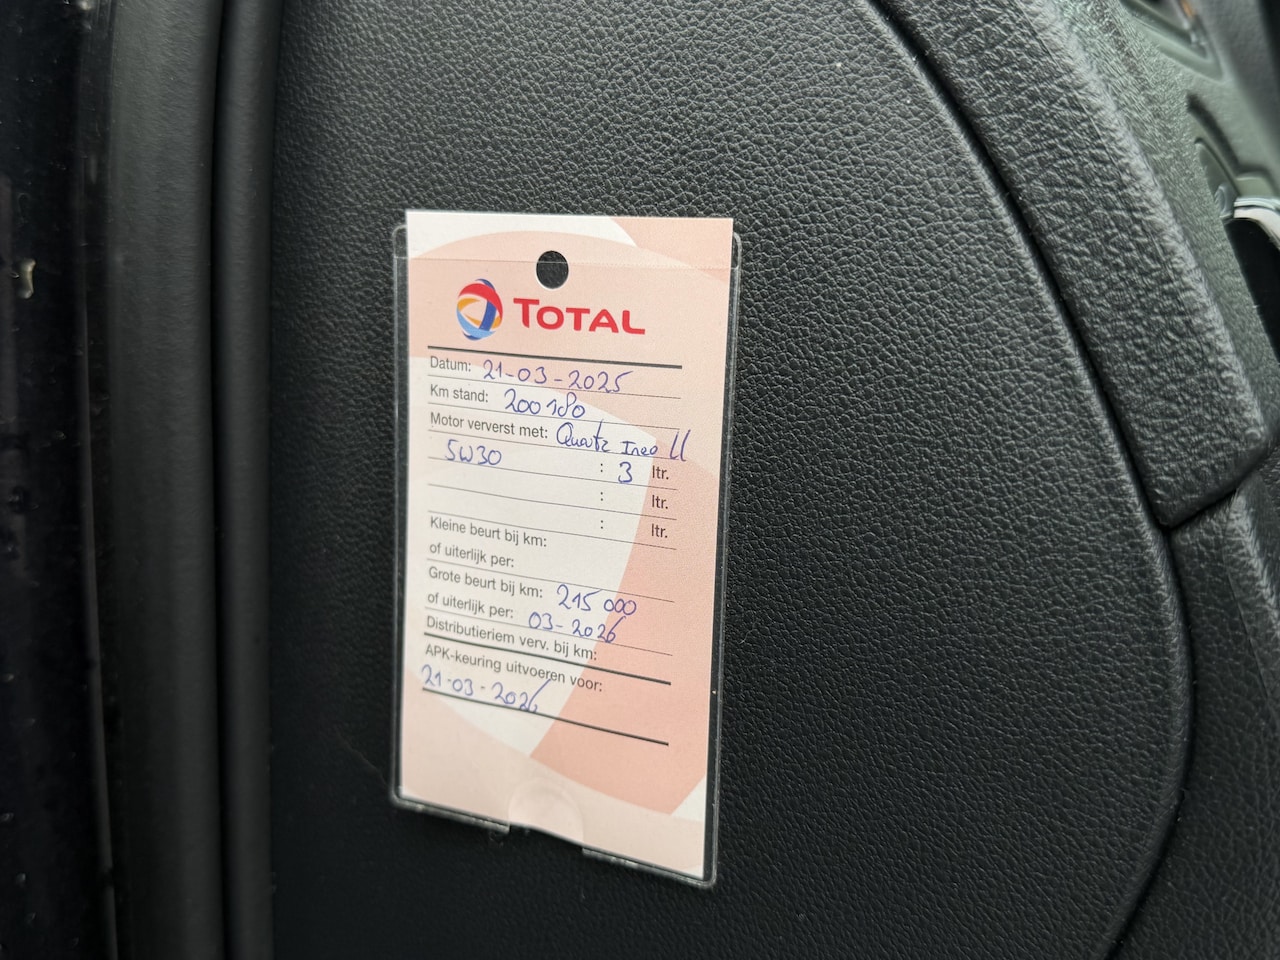 TOTAL
Datum: 21-03-2025
Km stand: 200180
Motor ververst met: Quartz Ineo ll
5W30 : 3 ltr.
: ltr.
: ltr.
Kleine beurt bij km:
of uiterlijk per:
Grote beurt bij km: 215 000
of uiterlijk per: 03-2026
Distributieriem verv. bij km:
APK-keuring uitvoeren voor:
21-03-2026